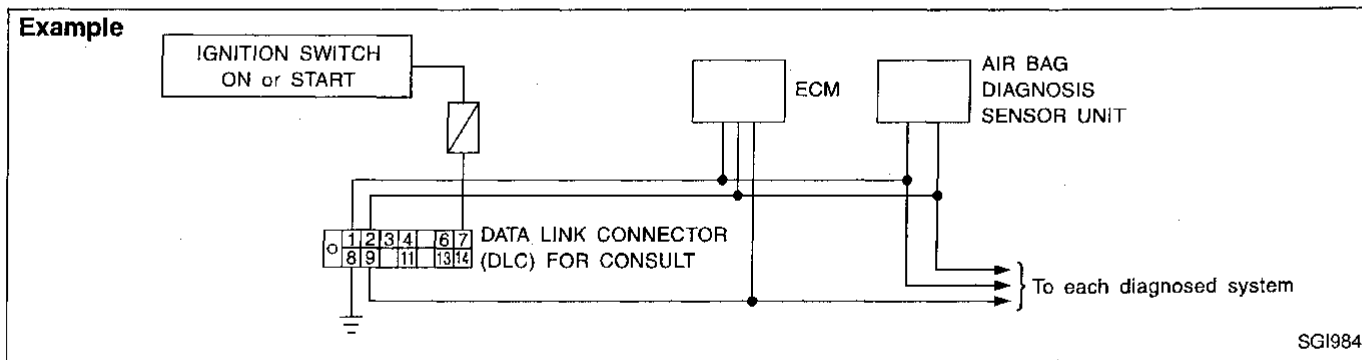 Example
IGNITION SWITCH
ON or START
ECM
AIR BAG
DIAGNOSIS
SENSOR UNIT
1 2 3 4 6 7
8 9 11 13 14
DATA LINK CONNECTOR
(DLC) FOR CONSULT
To each diagnosed system
SGI984